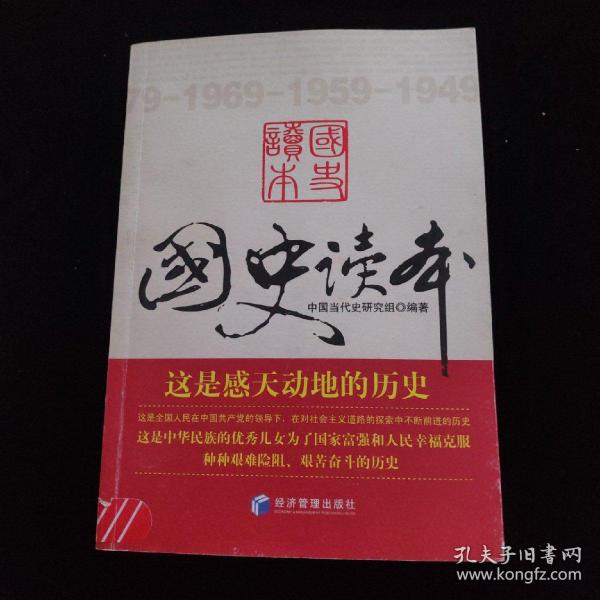 79-1969-1959-1949
國史
讀本
國史读本
中国当代史研究组◎编著
这是感天动地的历史
这是全国人民在中国共产党的领导下，在对社会主义道路的探索中不断前进的历史
这是中华民族的优秀儿女为了国家富强和人民幸福克服
种种艰难险阻、艰苦奋斗的历史
经济管理出版社
ECONOMY & MANAGEMENT PUBLISHING HOUSE
孔夫子旧书网
www.kongfz.com